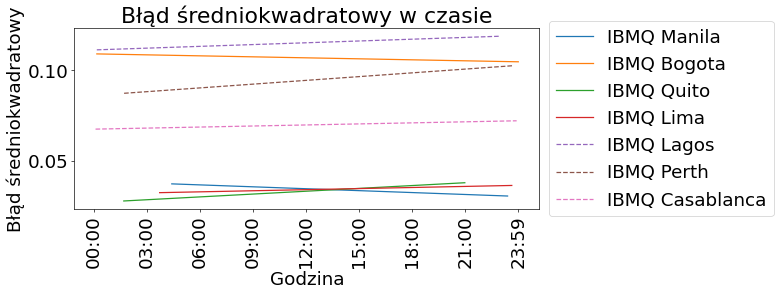 Błąd średniokwadratowy w czasie
Błąd średniokwadratowy
0.10
0.05
00:00
03:00
06:00
09:00
12:00
15:00
18:00
21:00
23:59
Godzina
IBMQ Manila
IBMQ Bogota
IBMQ Quito
IBMQ Lima
IBMQ Lagos
IBMQ Perth
IBMQ Casablanca